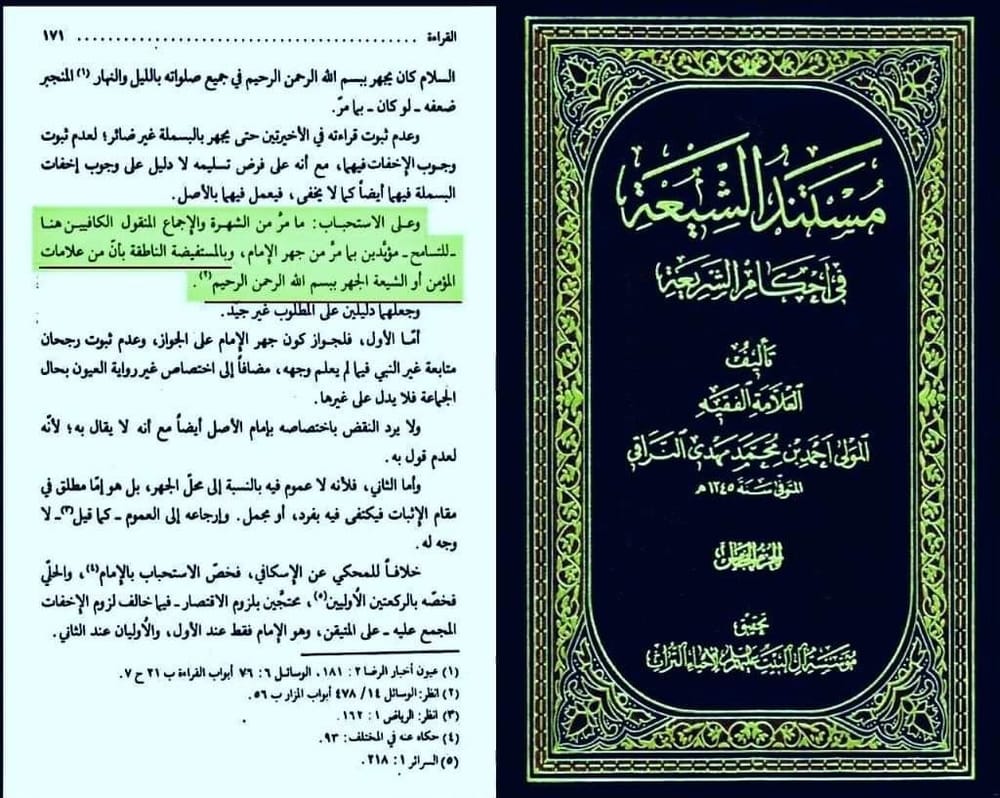 القراءة ........................................ ١٧١
السلام كان يجهر ببسم الله الرحمن الرحيم في جميع صلواته بالليل والنهار (١) المنجبر
ضعفه ـ لو كان ـ بما مرّ.
وعدم ثبوت قراءته في الأخيرتين حتى يجهر بالبسملة غير ضائر؛ لعدم ثبوت
وجوب الإخفات فيهما، مع أنه على فرض تسليمه لا دليل على وجوب إخفات
البسملة فيهما أيضاً كما لا يخفى، فيعمل فيهما بالأصل.
وعلى الاستحباب: ما مرّ من الشهرة والإجماع المنقول الكافيين هنا
ـ للتسامح ـ مؤيّدين بما مرّ من جهر الإمام، وبالمستفيضة الناطقة بأنّ من علامات
المؤمن أو الشيعة الجهر ببسم الله الرحمن الرحيم (٢).
وجعلهما دليلين على المطلوب غير جيّد.
أمّا الأول، فلجواز كون جهر الإمام على الجواز، وعدم ثبوت رجحان
متابعة غير النبي فيما لم يعلم وجهه، مضافاً إلى اختصاص غير رواية العيون بحال
الجماعة فلا يدل على غيرها.
ولا يرد النقض باختصاصه بإمام الأصل أيضاً مع أنه لا يقال به؛ لأنّه
لعدم قول به.
وأما الثاني، فلأنه لا عموم فيه بالنسبة إلى محلّ الجهر، بل هو إمّا مطلق في
مقام الإثبات فيكتفى فيه بفرد، أو مجمل. وإرجاعه إلى العموم ـ كما قيل (٣) ـ لا
وجه له.
خلافاً للمحكي عن الإسكافي، فخصّ الاستحباب بالإمام (٤)، والحلّي
فخصّه بالركعتين الأوليين (٥)، محتجّين بلزوم الاقتصار ـ فيما خالف لزوم الإخفات
المجمع عليه ـ على المتيقن، وهو الإمام فقط عند الأول، والأوليان عند الثاني.
(١) عيون أخبار الرضا ٢: ١٨١، الوسائل ٦: ٧٦ أبواب القراءة ب ٢١ ح ٧.
(٢) انظر: الوسائل ١٤/ ٤٧٨ أبواب المزار ب ٥٦.
(٣) انظر: الرياض ١: ١٦٢.
(٤) حكاه عنه في المختلف: ٩٣.
(٥) السرائر ١: ٢١٨.
مستند الشيعة
في أحكام الشريعة
تأليف
العلامة الفقيه
المولى أحمد بن محمد مهدي النراقي
المتوفى سنة ١٢٤٥ هـ
الجزء
تحقيق
مؤسسة آل البيت عليهم السلام لإحياء التراث